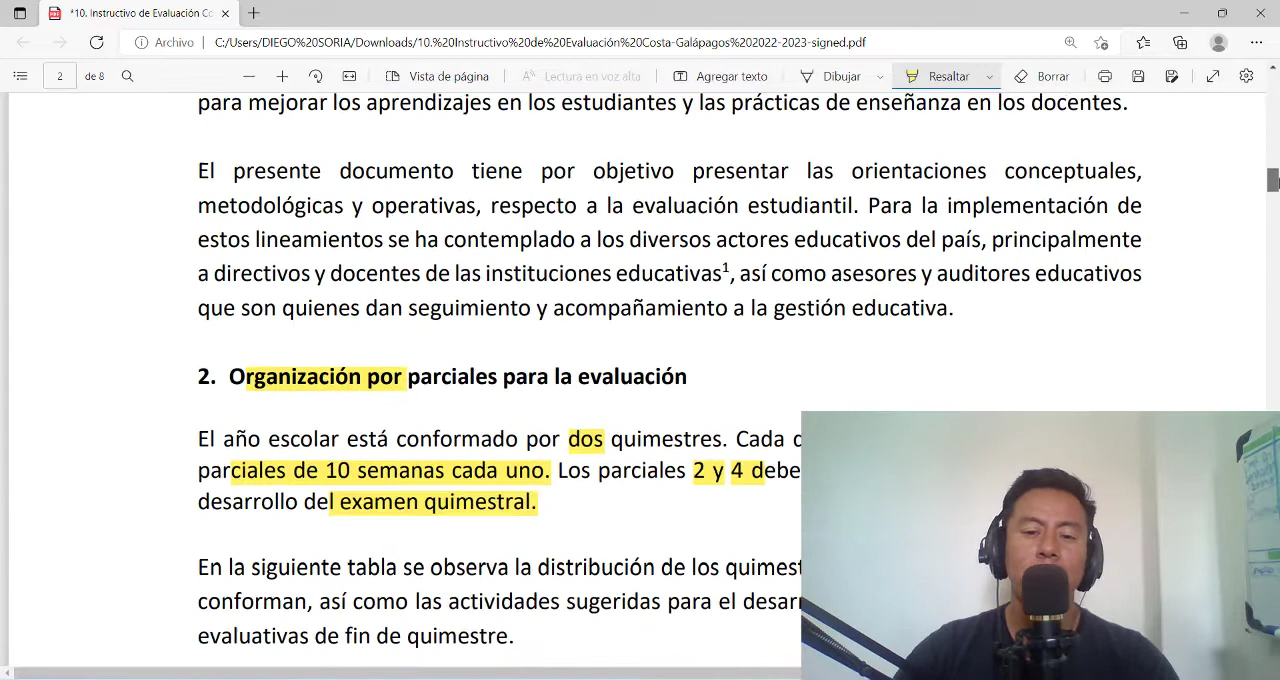 *10. Instructivo de Evaluación Co
Archivo
C:/Users/DIEGO%20SORIA/Downloads/10.%20Instructivo%20de%20Evaluación%20Costa-Galápagos%202022-2023-signed.pdf
2 de 8
Vista de página
Lectura en voz alta
Agregar texto
Dibujar
Resaltar
Borrar
para mejorar los aprendizajes en los estudiantes y las prácticas de enseñanza en los docentes.
El presente documento tiene por objetivo presentar las orientaciones conceptuales,
metodológicas y operativas, respecto a la evaluación estudiantil. Para la implementación de
estos lineamientos se ha contemplado a los diversos actores educativos del país, principalmente
a directivos y docentes de las instituciones educativas1, así como asesores y auditores educativos
que son quienes dan seguimiento y acompañamiento a la gestión educativa.
2. Organización por parciales para la evaluación
El año escolar está conformado por dos quimestres. Cada
parciales de 10 semanas cada uno. Los parciales 2 y 4 debe
desarrollo del examen quimestral.
En la siguiente tabla se observa la distribución de los quimest
conforman, así como las actividades sugeridas para el desar
evaluativas de fin de quimestre.